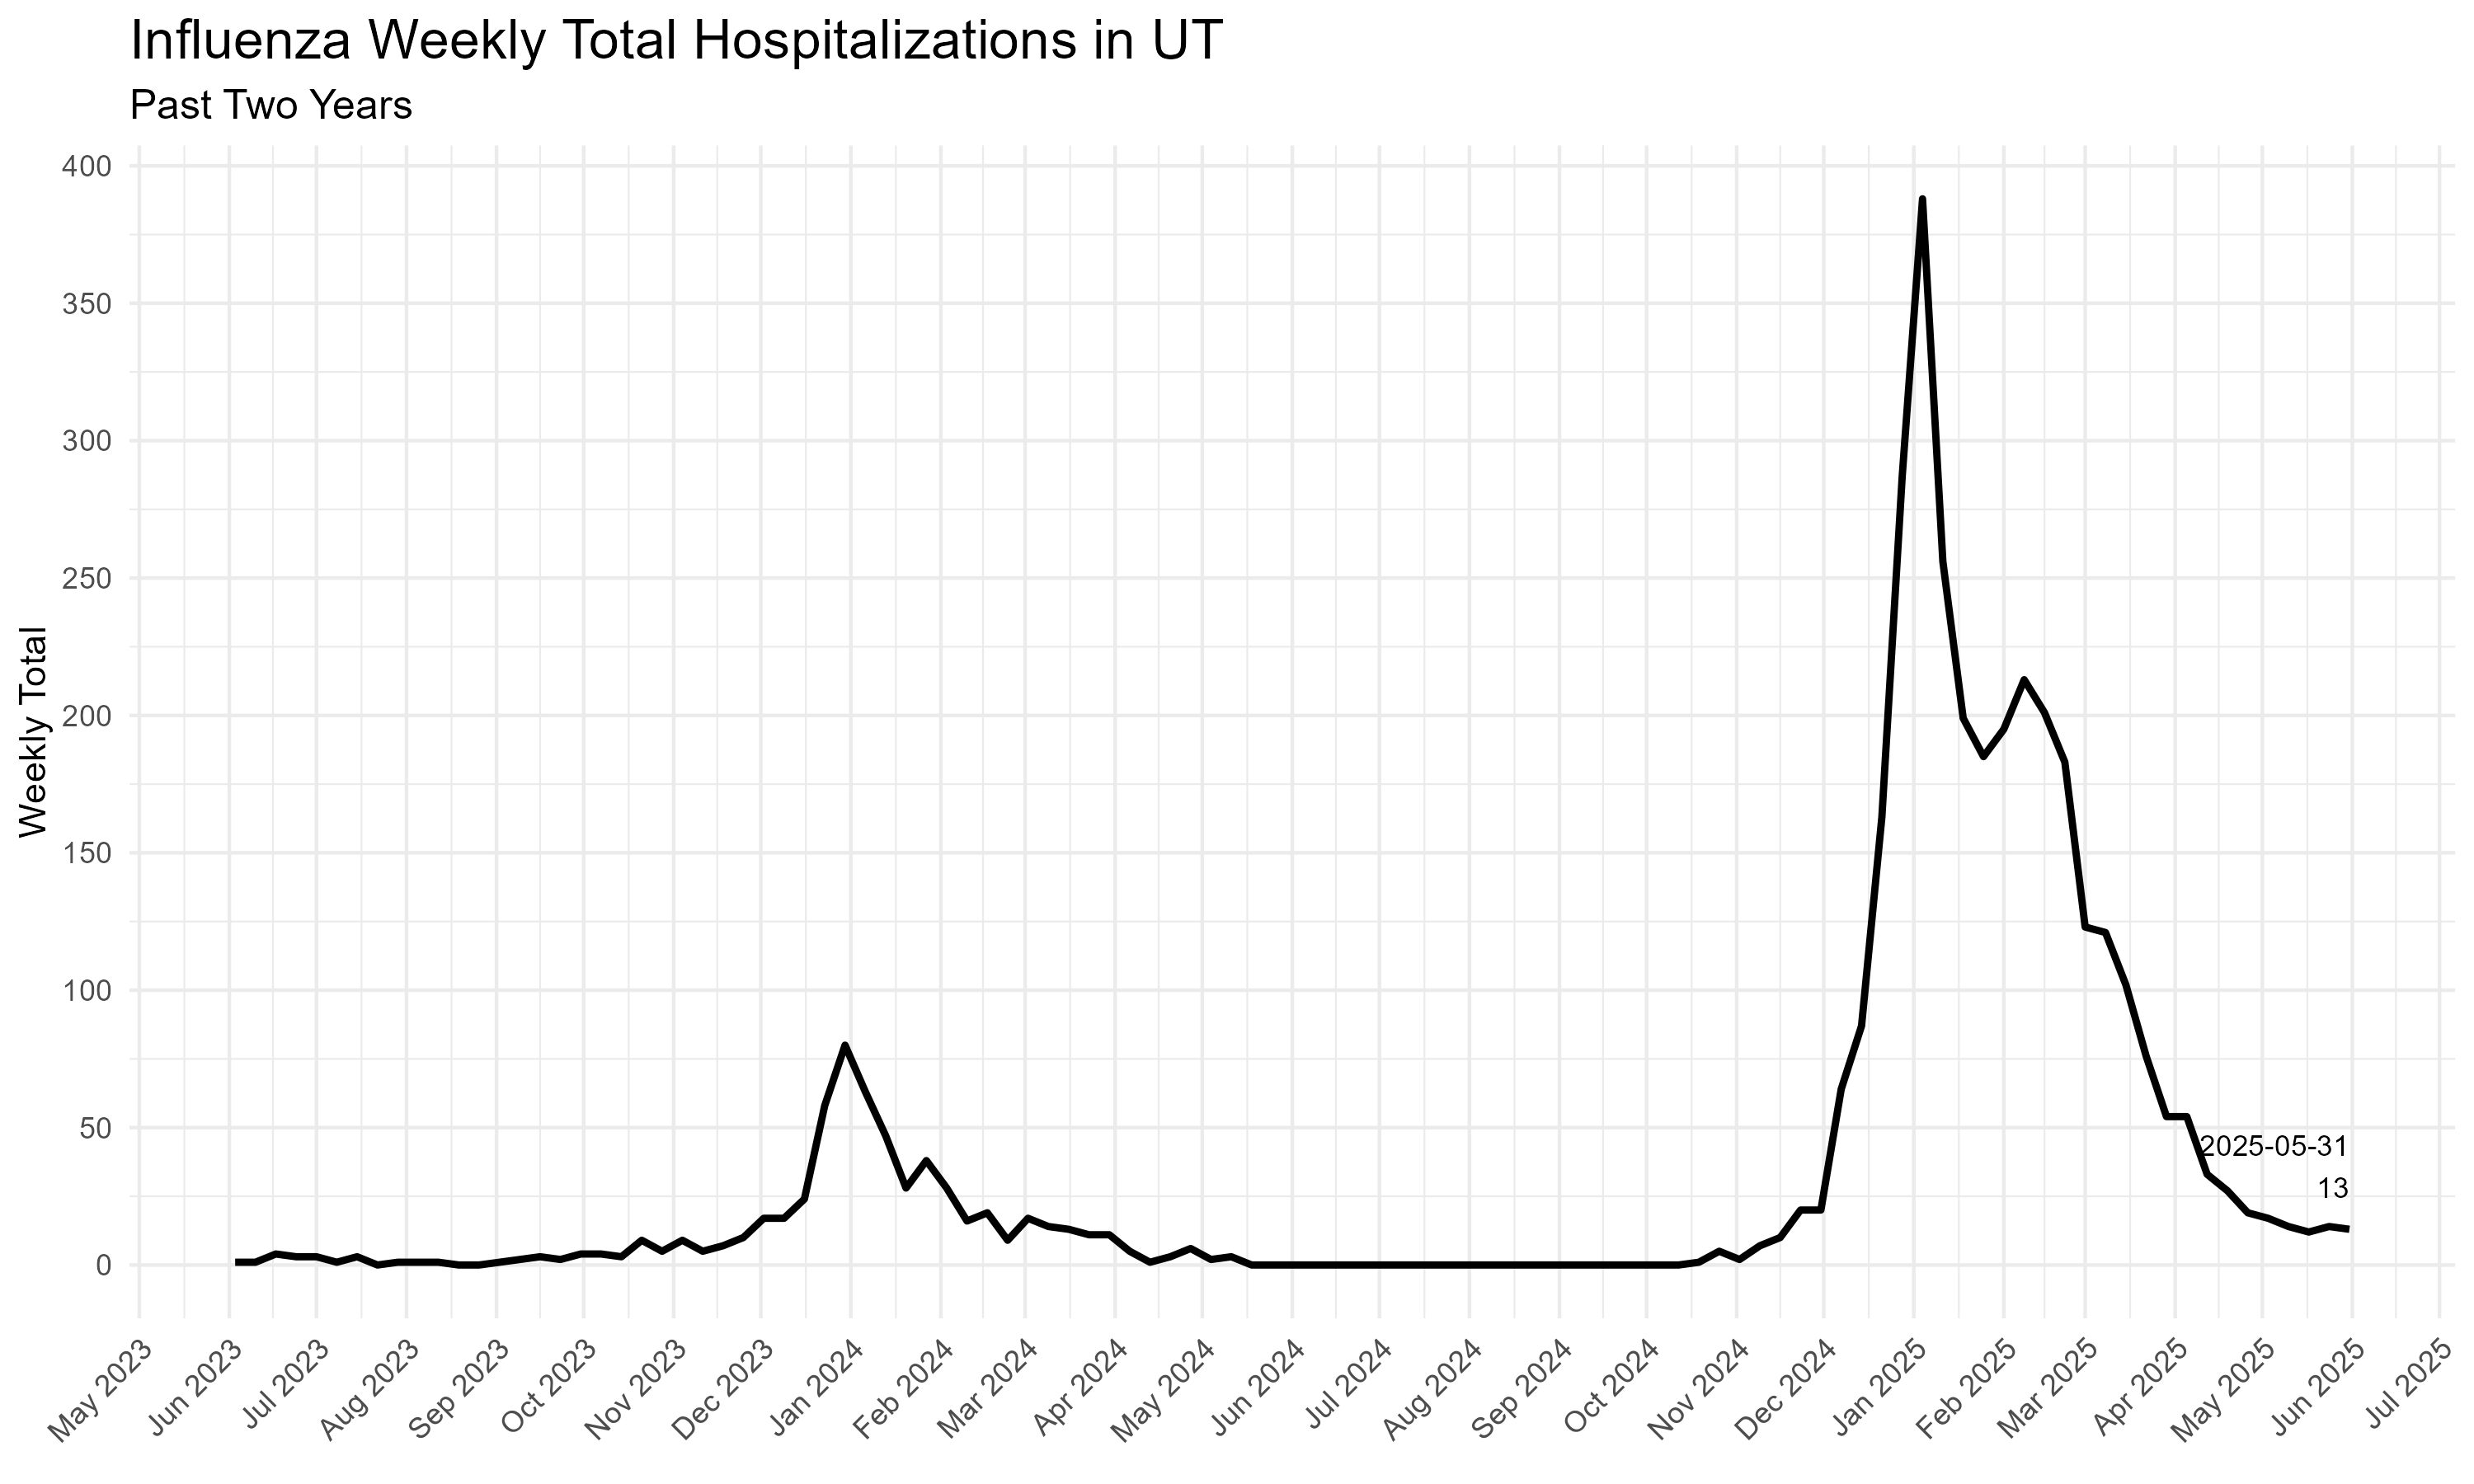 Influenza Weekly Total Hospitalizations in UT
Past Two Years
Weekly Total
400
350
300
250
200
150
100
50
0
2025-05-31
13
May 2023
Jun 2023
Jul 2023
Aug 2023
Sep 2023
Oct 2023
Nov 2023
Dec 2023
Jan 2024
Feb 2024
Mar 2024
Apr 2024
May 2024
Jun 2024
Jul 2024
Aug 2024
Sep 2024
Oct 2024
Nov 2024
Dec 2024
Jan 2025
Feb 2025
Mar 2025
Apr 2025
May 2025
Jun 2025
Jul 2025